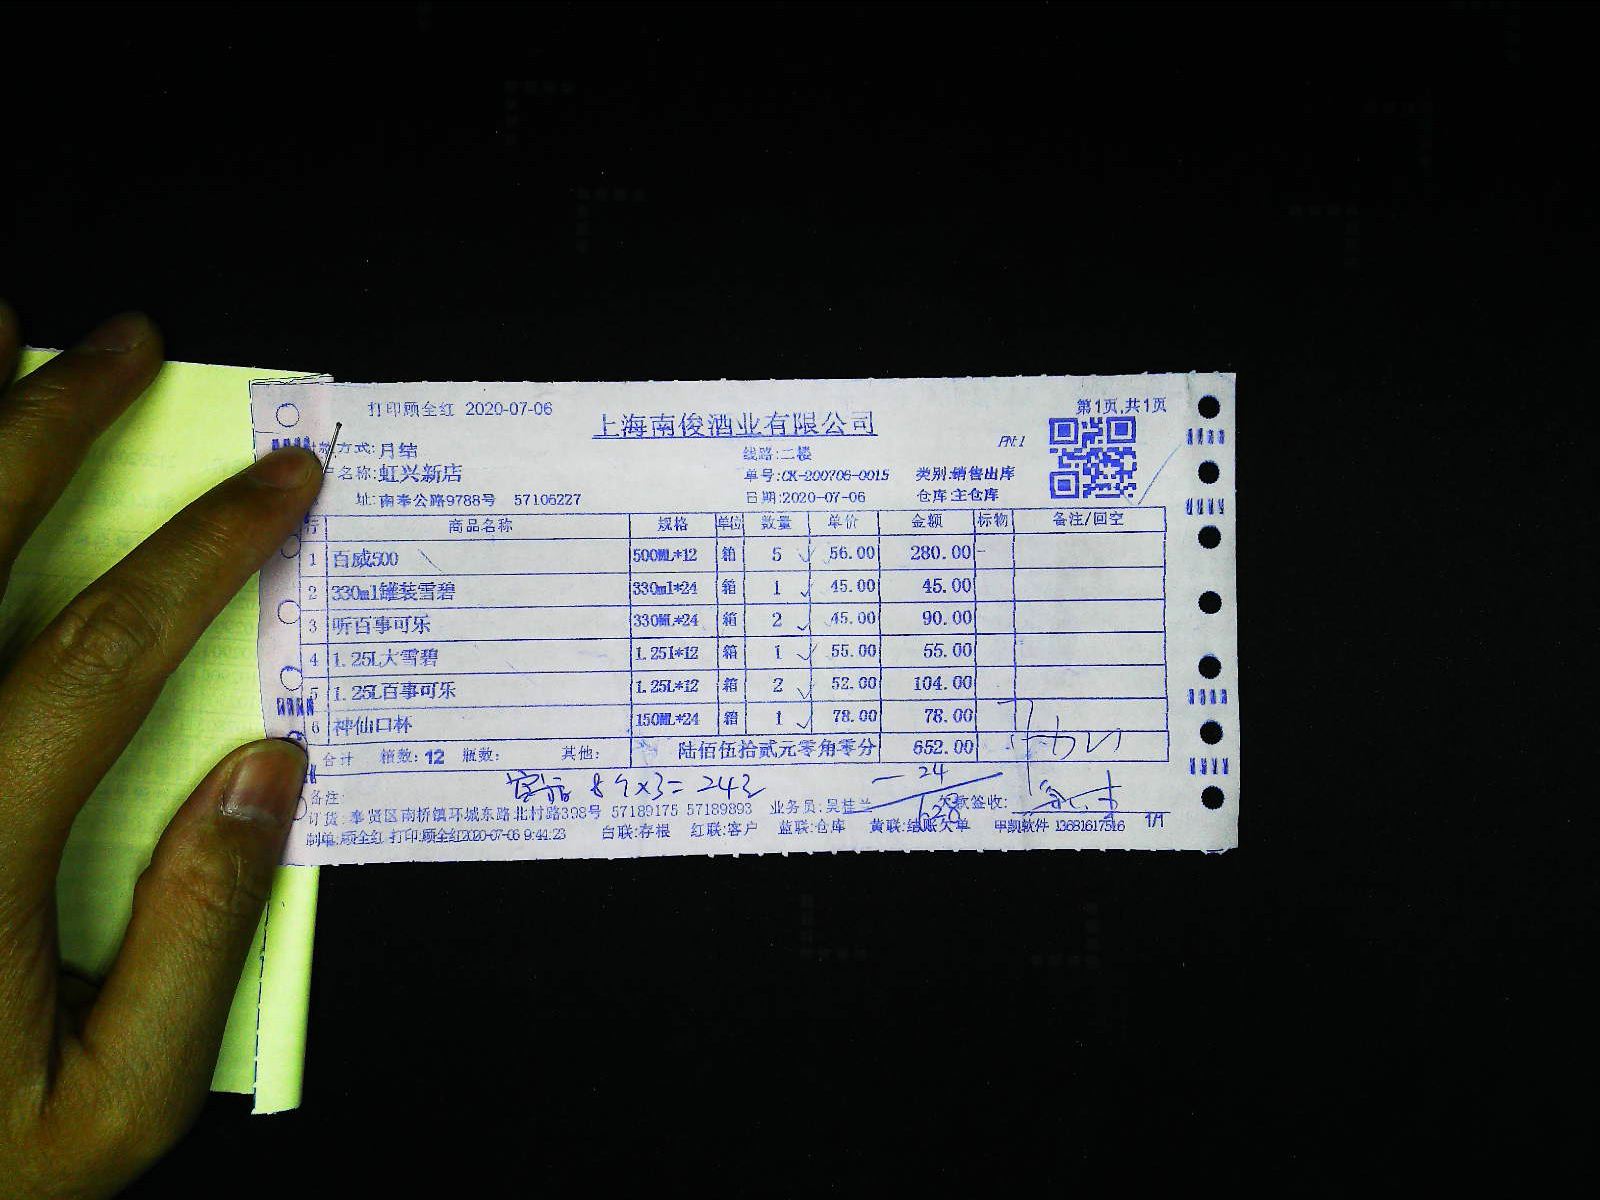 打印顾全红 2020-07-06
上海南俊酒业有限公司
第1页,共1页
PN:1
方式:月结
线路:二楼
名称:虹兴新店
单号:CK-200706-0015 类别:销售出库
址:南奉公路9788号 57106227
日期:2020-07-06 仓库:主仓库
行 商品名称 规格 单位 数量 单价 金额 标物 备注/回空
1 百威500 500ML*12 箱 5 56.00 280.00
2 330ml罐装雪碧 330ml*24 箱 1 45.00 45.00
3 听百事可乐 330ML*24 箱 2 45.00 90.00
4 1.25L大雪碧 1.25l*12 箱 1 55.00 55.00
5 1.25L百事可乐 1.25L*12 箱 2 52.00 104.00
6 神仙口杯 150ML*24 箱 1 78.00 78.00
合计 箱数: 12 瓶数: 其他: 陆佰伍拾贰元零角零分 652.00
×3=243
-24
628
备注:
订货:奉贤区南桥镇环城东路北村路398号 57189175 57189893 业务员:吴桂兰 欠款签收:
制单:顾全红 打印:顾全红2020-07-06 9:44:23 白联:存根 红联:客户 蓝联:仓库 黄联:结账欠单 甲凯软件 13681617516 1/1